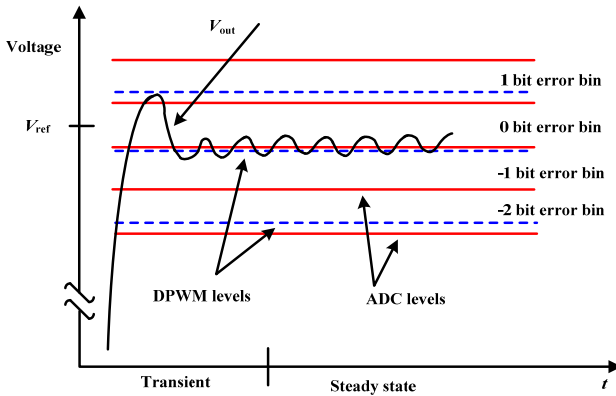 Vout
Voltage
1 bit error bin
Vref
0 bit error bin
-1 bit error bin
-2 bit error bin
DPWM levels
ADC levels
Transient
Steady state
t